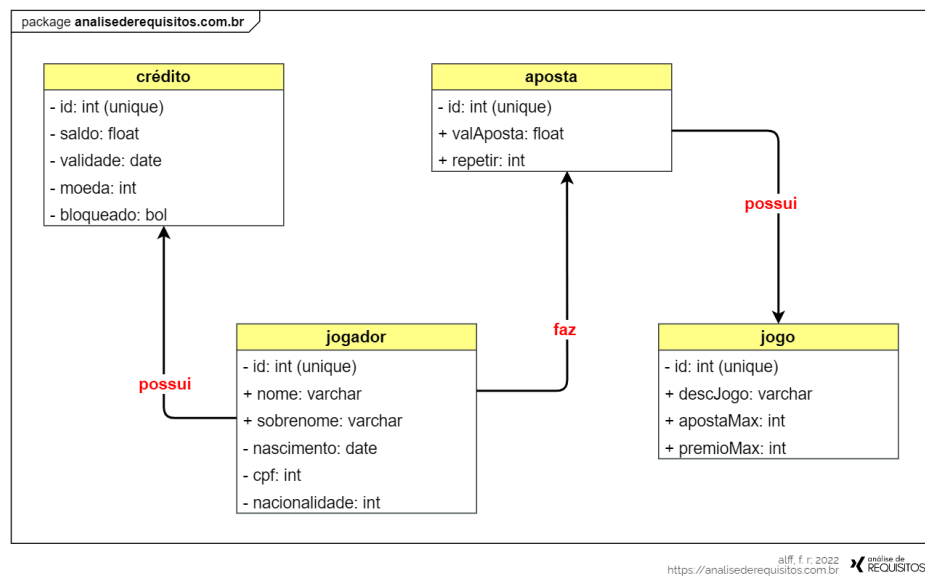 package analisederequisitos.com.br
crédito
- id: int (unique)
- saldo: float
- validade: date
- moeda: int
- bloqueado: bol
aposta
- id: int (unique)
+ valAposta: float
+ repetir: int
possui
faz
possui
jogador
- id: int (unique)
+ nome: varchar
+ sobrenome: varchar
- nascimento: date
- cpf: int
- nacionalidade: int
jogo
- id: int (unique)
+ descJogo: varchar
+ apostaMax: int
+ premioMax: int
alff, f. r; 2022
https://analisederequisitos.com.br
análise de
REQUISITOS